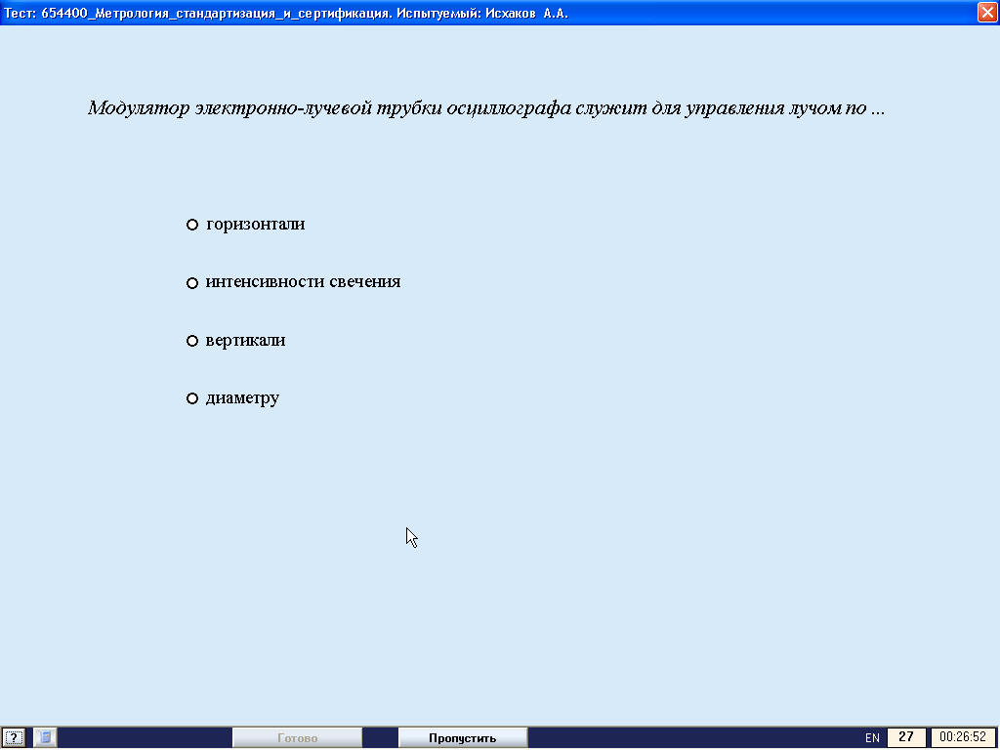 Тест: 654400_Метрология_стандартизация_и_сертификация. Испытуемый: Исхаков А.А.
Модулятор электронно-лучевой трубки осциллографа служит для управления лучом по ...
горизонтали
интенсивности свечения
вертикали
диаметру
? Готово Пропустить EN 27 00:26:52